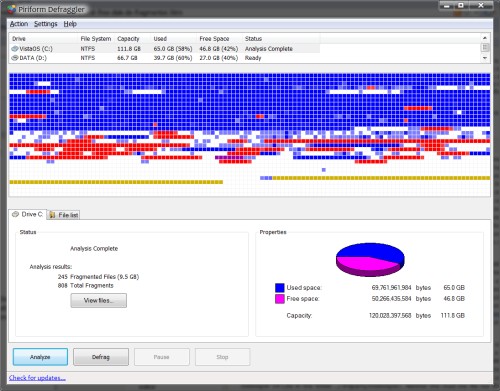 Piriform Defraggler
Action Settings Help
Drive File System Capacity Used Free Space Status
VistaOS (C:) NTFS 111.8 GB 65.0 GB (58%) 46.8 GB (42%) Analysis Complete
DATA (D:) NTFS 66.7 GB 39.7 GB (60%) 27.0 GB (40%) Ready
Drive C: File list
Status
Analysis Complete
Analysis results:
245 Fragmented Files (9.5 GB)
808 Total Fragments
View files...
Properties
Used space: 69,761,961,984 bytes 65.0 GB
Free space: 50,266,435,584 bytes 46.8 GB
Capacity: 120,028,397,568 bytes 111.8 GB
Analyze Defrag Pause Stop
Check for updates...